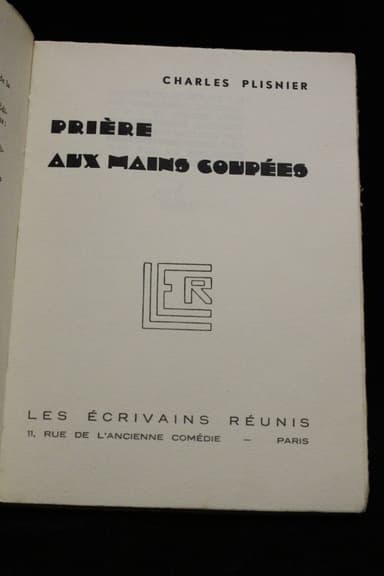 CHARLES PLISNIER
PRIÈRE
AUX MAINS COUPÉES
LER
LES ÉCRIVAINS RÉUNIS
11, RUE DE L'ANCIENNE COMÉDIE — PARIS